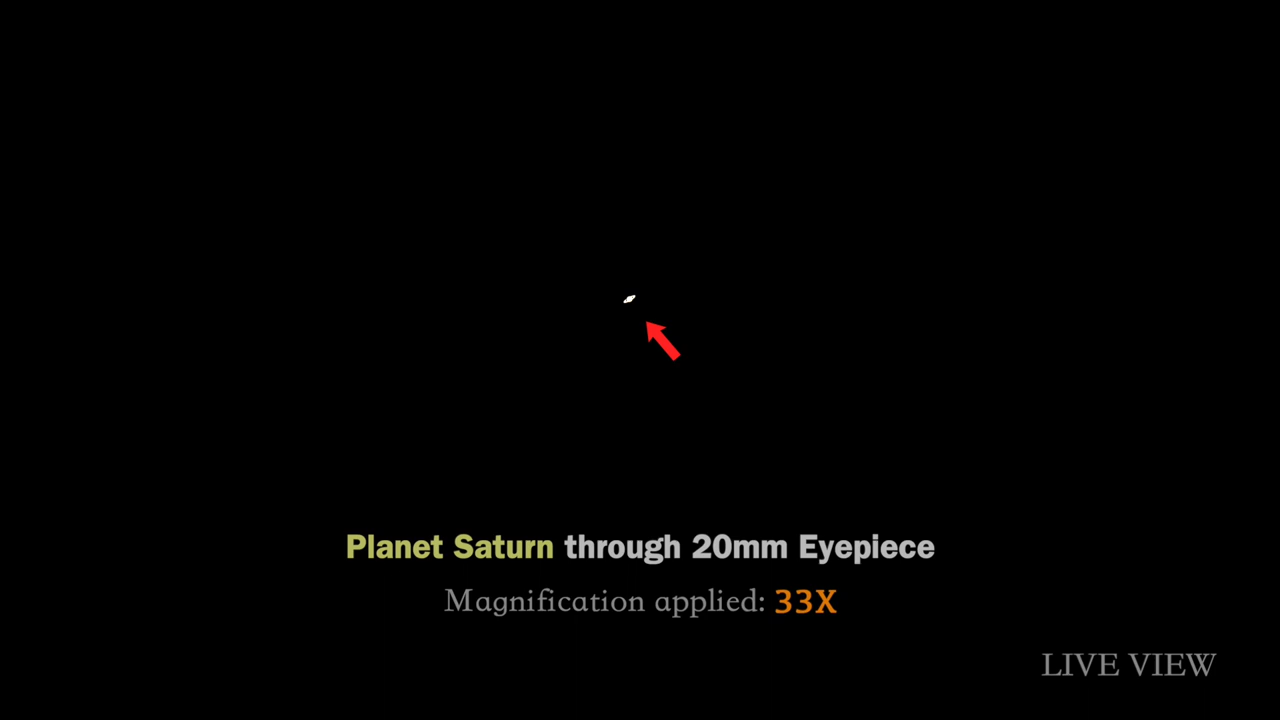 Planet Saturn through 20mm Eyepiece
Magnification applied: 33X
LIVE VIEW